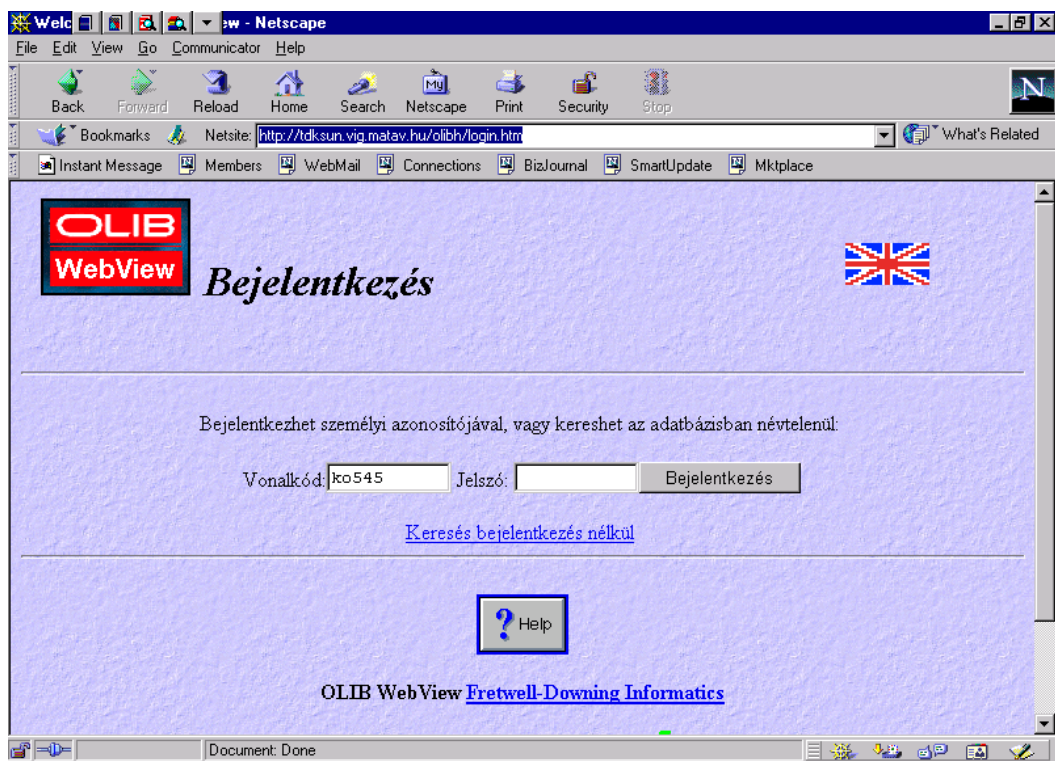 Welc ew - Netscape
File Edit View Go Communicator Help
Back Forward Reload Home Search Netscape Print Security Stop
My
N
Bookmarks Netsite: http://tdksun.vig.matav.hu/olibh/login.htm What's Related
Instant Message Members WebMail Connections BizJournal SmartUpdate Mktplace
OLIB
WebView
Bejelentkezés
Bejelentkezhet személyi azonosítójával, vagy kereshet az adatbázisban névtelenül:
Vonalkód: ko545 Jelszó: Bejelentkezés
Keresés bejelentkezés nélkül
? Help
OLIB WebView Fretwell-Downing Informatics
Document: Done